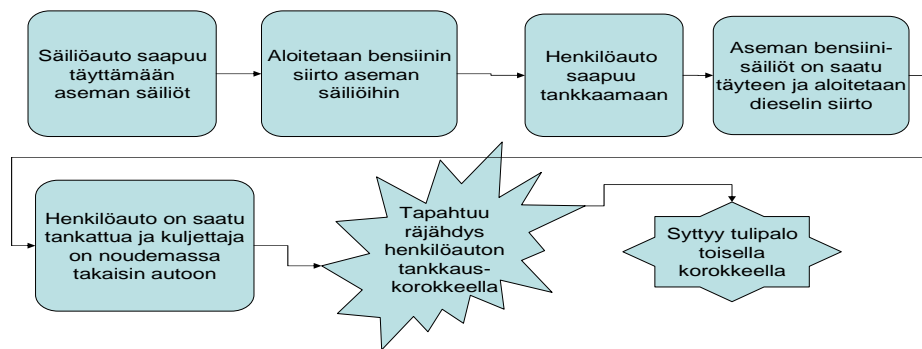 Säiliöauto saapuu
täyttämään
aseman säiliöt
Aloitetaan bensiinin
siirto aseman
säiliöihin
Henkilöauto
saapuu
tankkaamaan
Aseman bensiini-
säiliöt on saatu
täyteen ja aloitetaan
dieselin siirto
Henkilöauto on saatu
tankattua ja kuljettaja
on noudemassa
takaisin autoon
Tapahtuu
räjähdys
henkilöauton
tankkaus-
korokkeella
Syttyy tulipalo
toisella
korokkeella